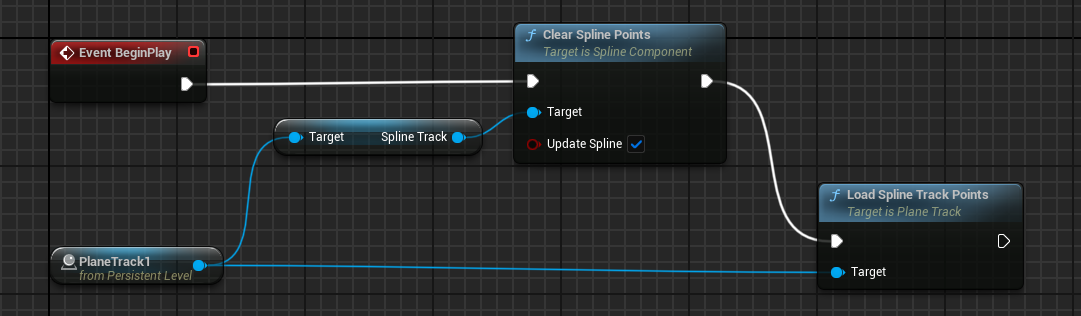 Event BeginPlay
Clear Spline Points
Target is Spline Component
Target
Update Spline
Target Spline Track
Load Spline Track Points
Target is Plane Track
Target
PlaneTrack1
from Persistent Level